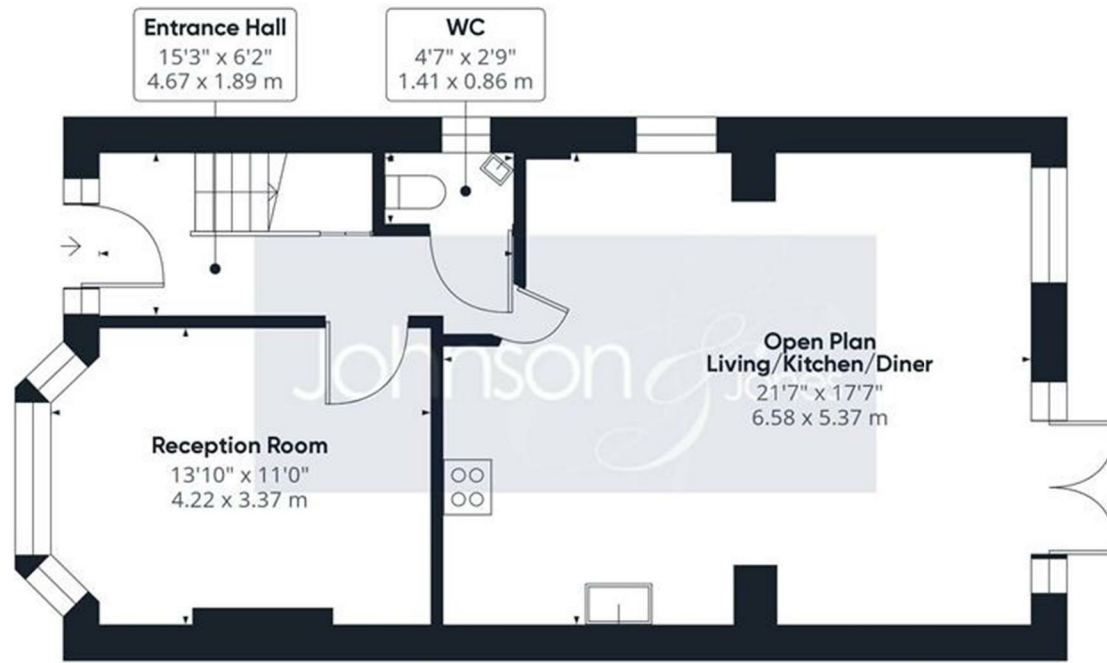 Entrance Hall
15'3" x 6'2"
4.67 x 1.89 m
WC
4'7" x 2'9"
1.41 x 0.86 m
Open Plan
Living/Kitchen/Diner
21'7" x 17'7"
6.58 x 5.37 m
Johnson & Jones
Reception Room
13'10" x 11'0"
4.22 x 3.37 m